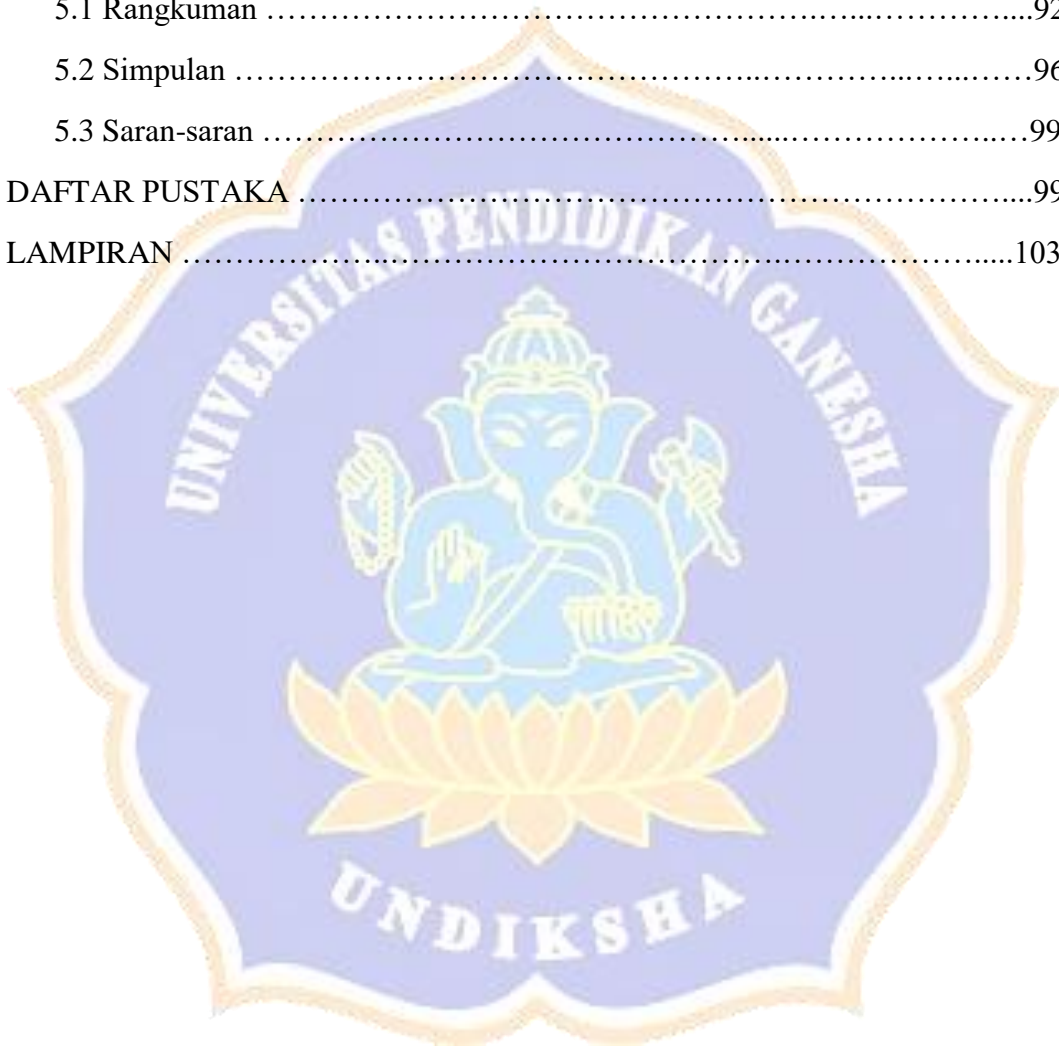 5.1 Rangkuman …………………………………………..…...…………....92
5.2 Simpulan ……………………………………………..…………...…...……96
5.3 Saran-saran ……………………………………………...………………..…99
DAFTAR PUSTAKA …………………………………………………………....99
LAMPIRAN ……………………………………………………….……………….....103
UNIVERSITAS PENDIDIKAN GANESHA
UNDIKSHA